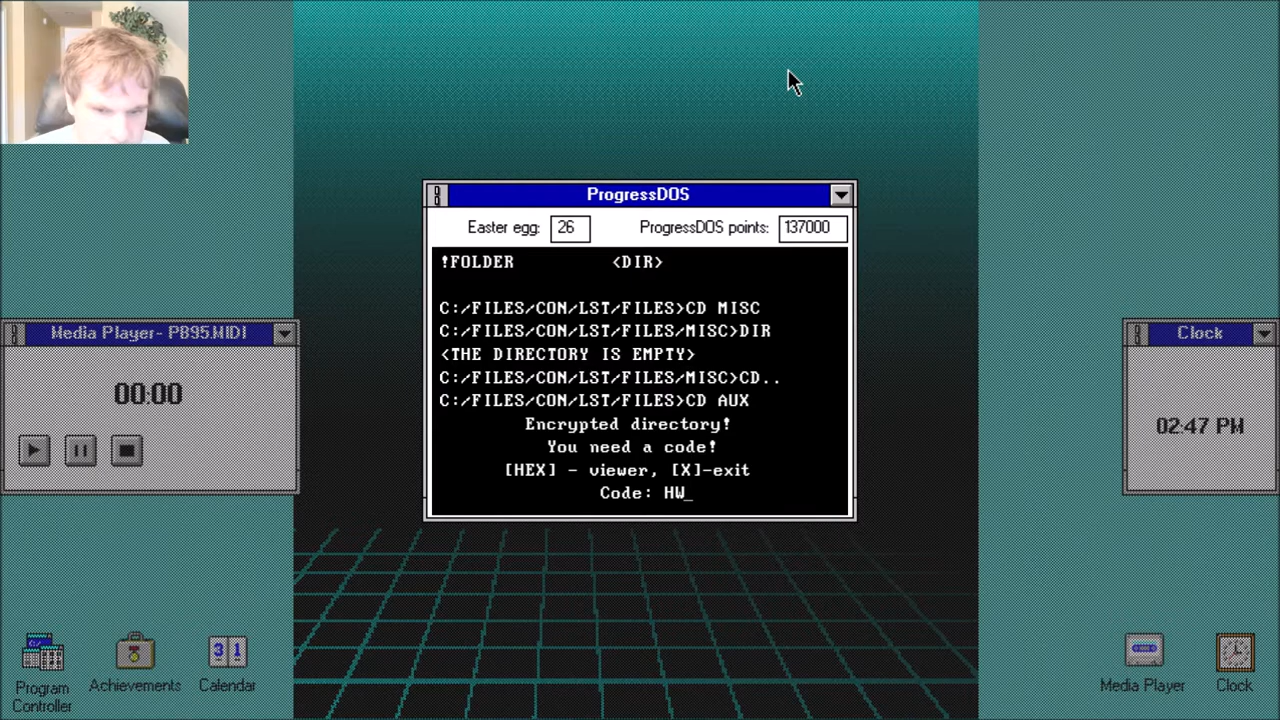 ProgressDOS
Easter egg: 26 ProgressDOS points: 137000
!FOLDER <DIR>
C:/FILES/CON/LST/FILES>CD MISC
C:/FILES/CON/LST/FILES/MISC>DIR
<THE DIRECTORY IS EMPTY>
C:/FILES/CON/LST/FILES/MISC>CD..
C:/FILES/CON/LST/FILES>CD AUX
Encrypted directory!
You need a code!
[HEX] - viewer, [X]-exit
Code: HW_
Media Player- PB95.MIDI
00:00
Clock
02:47 PM
Program
Controller
Achievements
31
Calendar
Media Player
Clock